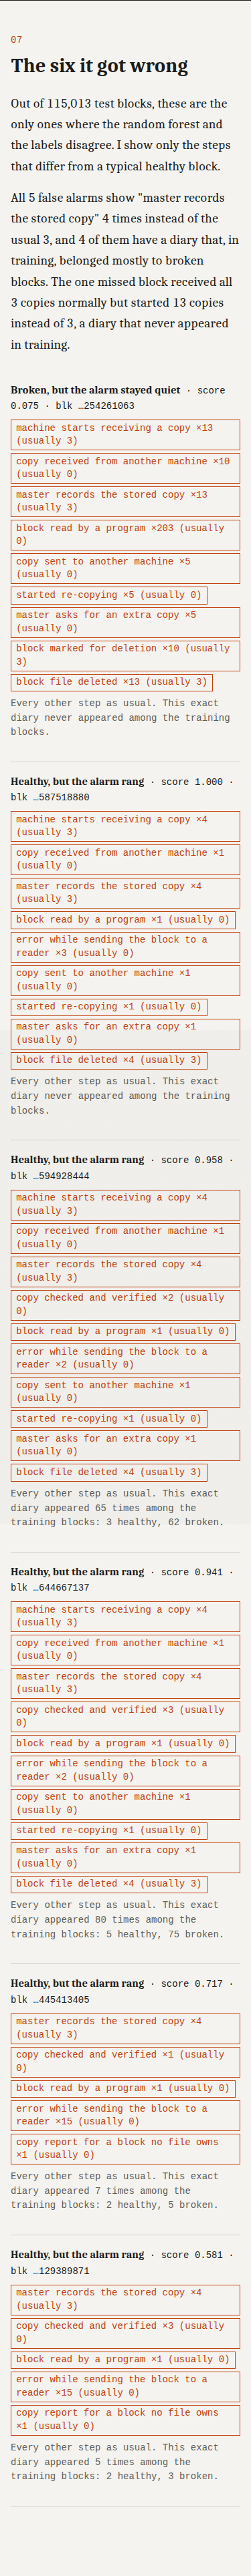 07
The six it got wrong
Out of 115,013 test blocks, these are the
only ones where the random forest and
the labels disagree. I show only the steps
that differ from a typical healthy block.
All 5 false alarms show "master records
the stored copy" 4 times instead of the
usual 3, and 4 of them have a diary that, in
training, belonged mostly to broken
blocks. The one missed block received all
3 copies normally but started 13 copies
instead of 3, a diary that never appeared
in training.
Broken, but the alarm stayed quiet · score
0.075 · blk …254261063
machine starts receiving a copy ×13
(usually 3)
copy received from another machine ×10
(usually 0)
master records the stored copy ×13
(usually 3)
block read by a program ×203 (usually
0)
copy sent to another machine ×5
(usually 0)
started re-copying ×5 (usually 0)
master asks for an extra copy ×5
(usually 0)
block marked for deletion ×10 (usually
3)
block file deleted ×13 (usually 3)
Every other step as usual. This exact
diary never appeared among the training
blocks.
Healthy, but the alarm rang · score 1.000 ·
blk …587518880
machine starts receiving a copy ×4
(usually 3)
copy received from another machine ×1
(usually 0)
master records the stored copy ×4
(usually 3)
block read by a program ×1 (usually 0)
error while sending the block to a
reader ×3 (usually 0)
copy sent to another machine ×1
(usually 0)
started re-copying ×1 (usually 0)
master asks for an extra copy ×1
(usually 0)
block file deleted ×4 (usually 3)
Every other step as usual. This exact
diary never appeared among the training
blocks.
Healthy, but the alarm rang · score 0.958 ·
blk …594928444
machine starts receiving a copy ×4
(usually 3)
copy received from another machine ×1
(usually 0)
master records the stored copy ×4
(usually 3)
copy checked and verified ×2 (usually
0)
block read by a program ×1 (usually 0)
error while sending the block to a
reader ×2 (usually 0)
copy sent to another machine ×1
(usually 0)
started re-copying ×1 (usually 0)
master asks for an extra copy ×1
(usually 0)
block file deleted ×4 (usually 3)
Every other step as usual. This exact
diary appeared 65 times among the
training blocks: 3 healthy, 62 broken.
Healthy, but the alarm rang · score 0.941 ·
blk …644667137
machine starts receiving a copy ×4
(usually 3)
copy received from another machine ×1
(usually 0)
master records the stored copy ×4
(usually 3)
copy checked and verified ×3 (usually
0)
block read by a program ×1 (usually 0)
error while sending the block to a
reader ×2 (usually 0)
copy sent to another machine ×1
(usually 0)
started re-copying ×1 (usually 0)
master asks for an extra copy ×1
(usually 0)
block file deleted ×4 (usually 3)
Every other step as usual. This exact
diary appeared 80 times among the
training blocks: 5 healthy, 75 broken.
Healthy, but the alarm rang · score 0.717 ·
blk …445413405
master records the stored copy ×4
(usually 3)
copy checked and verified ×1 (usually
0)
block read by a program ×1 (usually 0)
error while sending the block to a
reader ×15 (usually 0)
copy report for a block no file owns
×1 (usually 0)
Every other step as usual. This exact
diary appeared 7 times among the
training blocks: 2 healthy, 5 broken.
Healthy, but the alarm rang · score 0.581 ·
blk …129389871
master records the stored copy ×4
(usually 3)
copy checked and verified ×3 (usually
0)
block read by a program ×1 (usually 0)
error while sending the block to a
reader ×15 (usually 0)
copy report for a block no file owns
×1 (usually 0)
Every other step as usual. This exact
diary appeared 5 times among the
training blocks: 2 healthy, 3 broken.